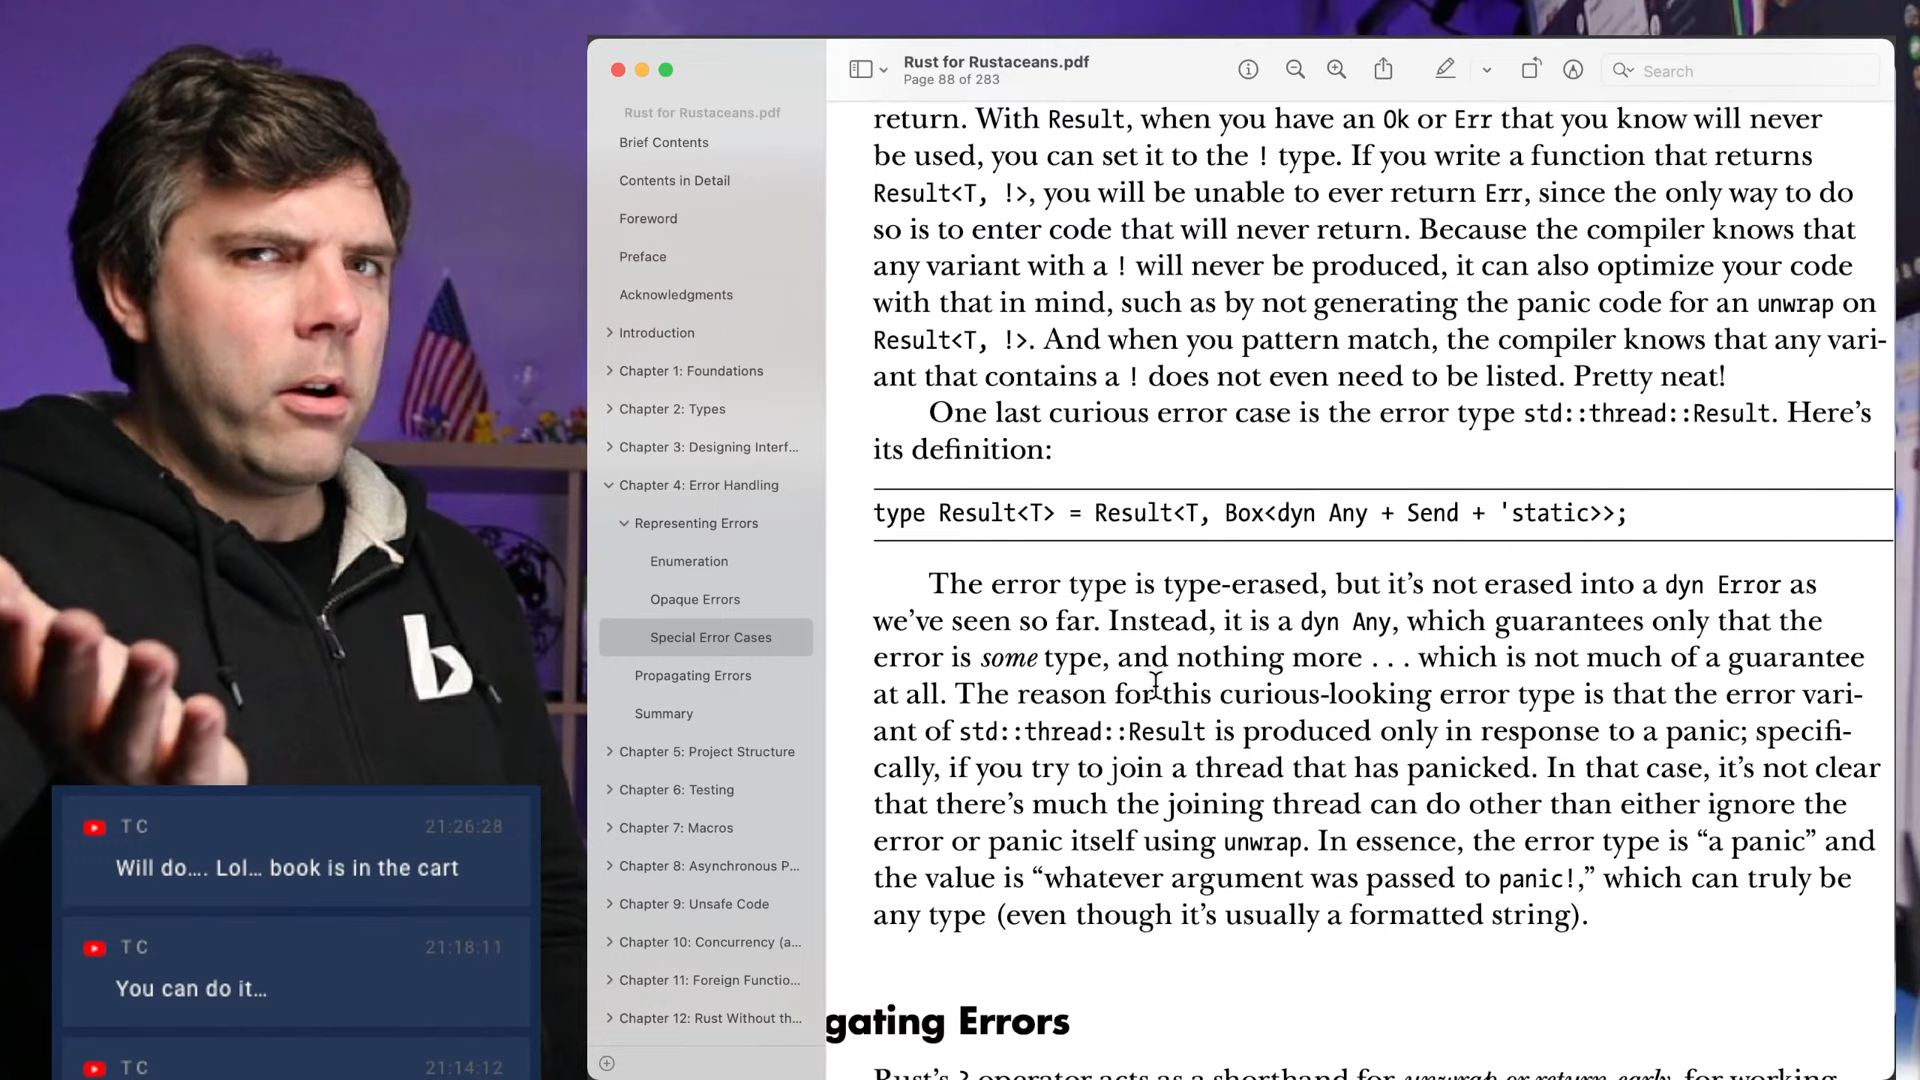 Rust for Rustaceans.pdf
Page 88 of 283
Search
Rust for Rustaceans.pdf
Brief Contents
Contents in Detail
Foreword
Preface
Acknowledgments
Introduction
Chapter 1: Foundations
Chapter 2: Types
Chapter 3: Designing Interf...
Chapter 4: Error Handling
Representing Errors
Enumeration
Opaque Errors
Special Error Cases
Propagating Errors
Summary
Chapter 5: Project Structure
Chapter 6: Testing
Chapter 7: Macros
Chapter 8: Asynchronous P...
Chapter 9: Unsafe Code
Chapter 10: Concurrency (a...
Chapter 11: Foreign Functio...
Chapter 12: Rust Without th...
return. With Result, when you have an Ok or Err that you know will never
be used, you can set it to the ! type. If you write a function that returns
Result<T, !>, you will be unable to ever return Err, since the only way to do
so is to enter code that will never return. Because the compiler knows that
any variant with a ! will never be produced, it can also optimize your code
with that in mind, such as by not generating the panic code for an unwrap on
Result<T, !>. And when you pattern match, the compiler knows that any vari-
ant that contains a ! does not even need to be listed. Pretty neat!
One last curious error case is the error type std::thread::Result. Here's
its definition:
type Result<T> = Result<T, Box<dyn Any + Send + 'static>>;
The error type is type-erased, but it's not erased into a dyn Error as
we've seen so far. Instead, it is a dyn Any, which guarantees only that the
error is some type, and nothing more . . . which is not much of a guarantee
at all. The reason for this curious-looking error type is that the error vari-
ant of std::thread::Result is produced only in response to a panic; specifi-
cally, if you try to join a thread that has panicked. In that case, it's not clear
that there's much the joining thread can do other than either ignore the
error or panic itself using unwrap. In essence, the error type is “a panic” and
the value is “whatever argument was passed to panic!,” which can truly be
any type (even though it's usually a formatted string).
gating Errors
Rust's ? operator acts as a shorthand for unwrap or return early, for working
b
T C 21:26:28
Will do.... Lol... book is in the cart
T C 21:18:11
You can do it...
T C 21:14:12